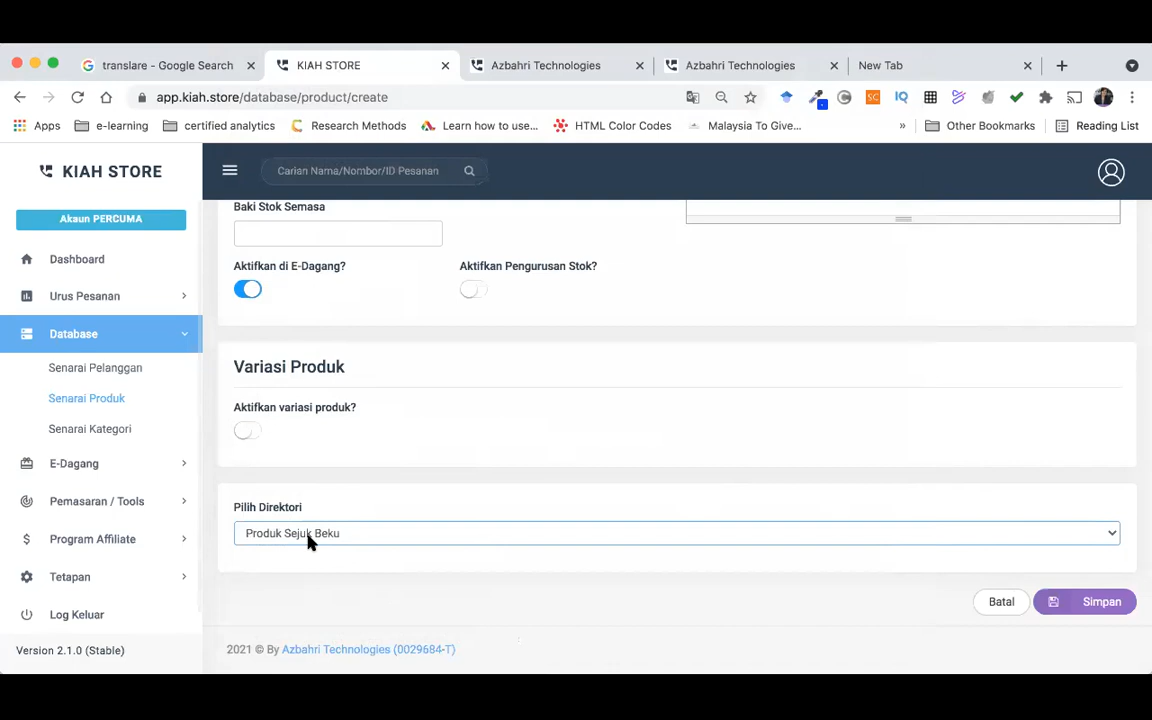 translare - Google Search
KIAH STORE
Azbahri Technologies
Azbahri Technologies
New Tab
app.kiah.store/database/product/create
Apps
e-learning
certified analytics
Research Methods
Learn how to use...
HTML Color Codes
Malaysia To Give...
»
Other Bookmarks
Reading List
KIAH STORE
Carian Nama/Nombor/ID Pesanan
Akaun PERCUMA
Dashboard
Urus Pesanan
Database
Senarai Pelanggan
Senarai Produk
Senarai Kategori
E-Dagang
Pemasaran / Tools
Program Affiliate
Tetapan
Log Keluar
Version 2.1.0 (Stable)
Baki Stok Semasa
Aktifkan di E-Dagang?
Aktifkan Pengurusan Stok?
Variasi Produk
Aktifkan variasi produk?
Pilih Direktori
Produk Sejuk Beku
Batal
Simpan
2021 © By Azbahri Technologies (0029684-T)